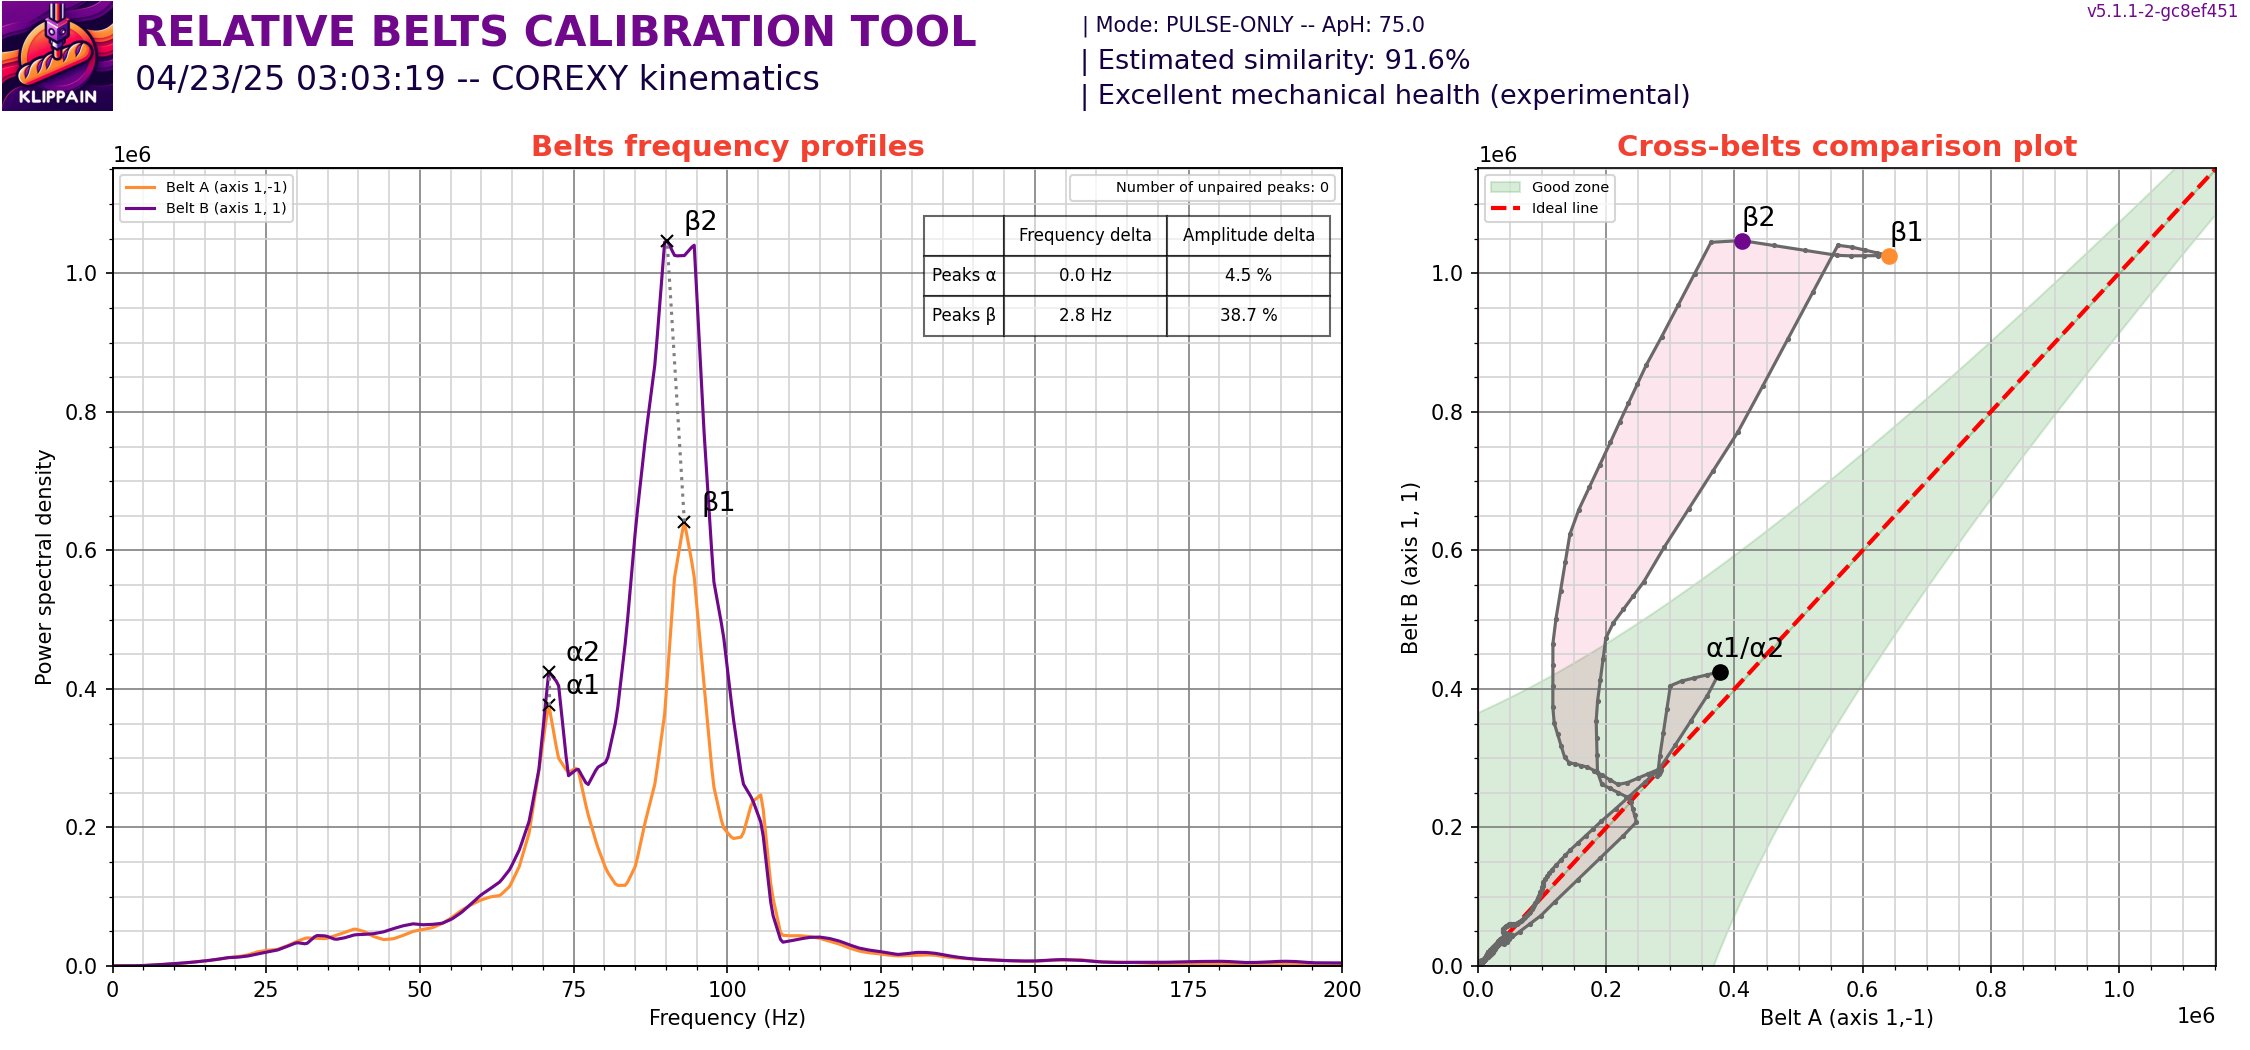 KLIPPAIN
RELATIVE BELTS CALIBRATION TOOL
04/23/25 03:03:19 -- COREXY kinematics
| Mode: PULSE-ONLY -- ApH: 75.0
| Estimated similarity: 91.6%
| Excellent mechanical health (experimental)
v5.1.1-2-gc8ef451
Belts frequency profiles
1e6
Belt A (axis 1,-1)
Belt B (axis 1, 1)
Number of unpaired peaks: 0
Frequency delta Amplitude delta
Peaks α 0.0 Hz 4.5 %
Peaks β 2.8 Hz 38.7 %
β2
β1
α2
α1
Power spectral density
1.0
0.8
0.6
0.4
0.2
0.0
0 25 50 75 100 125 150 175 200
Frequency (Hz)
Cross-belts comparison plot
1e6
Good zone
Ideal line
β2
β1
α1/α2
Belt B (axis 1, 1)
1.0
0.8
0.6
0.4
0.2
0.0
0.0 0.2 0.4 0.6 0.8 1.0
1e6
Belt A (axis 1,-1)